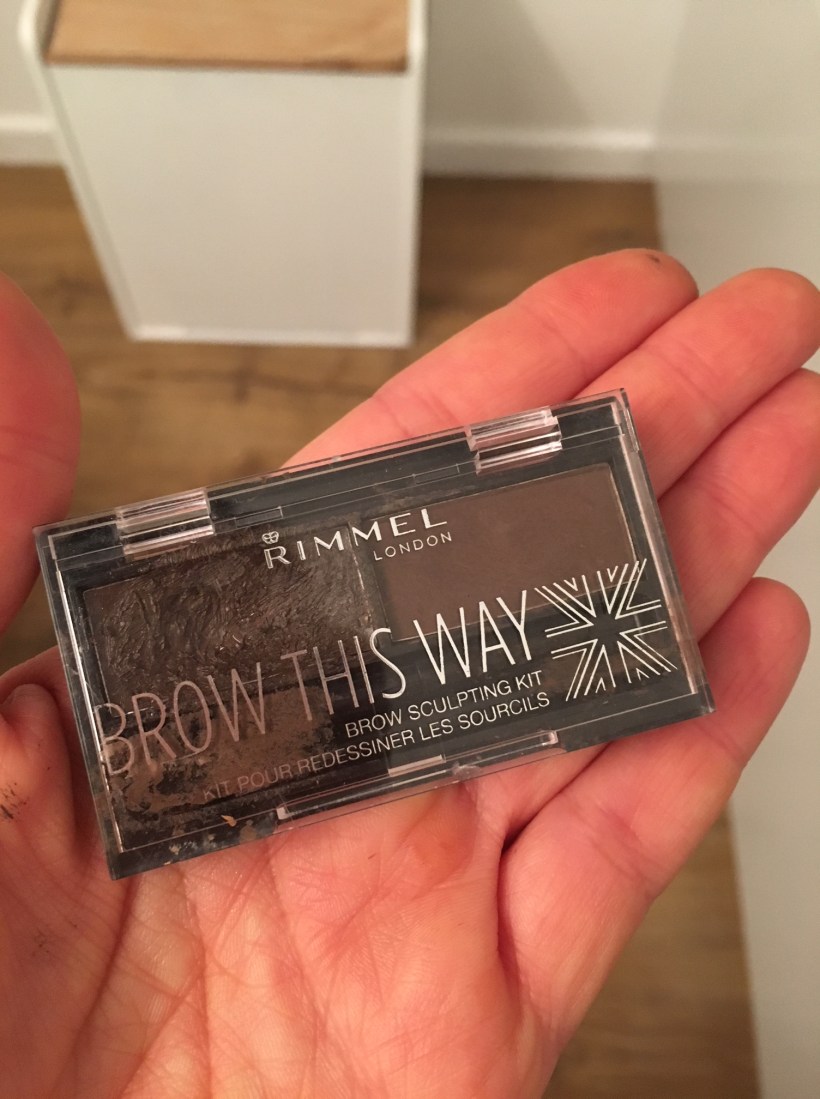 RIMMEL
LONDON
BROW THIS WAY
BROW SCULPTING KIT
KIT POUR REDESSINER LES SOURCILS